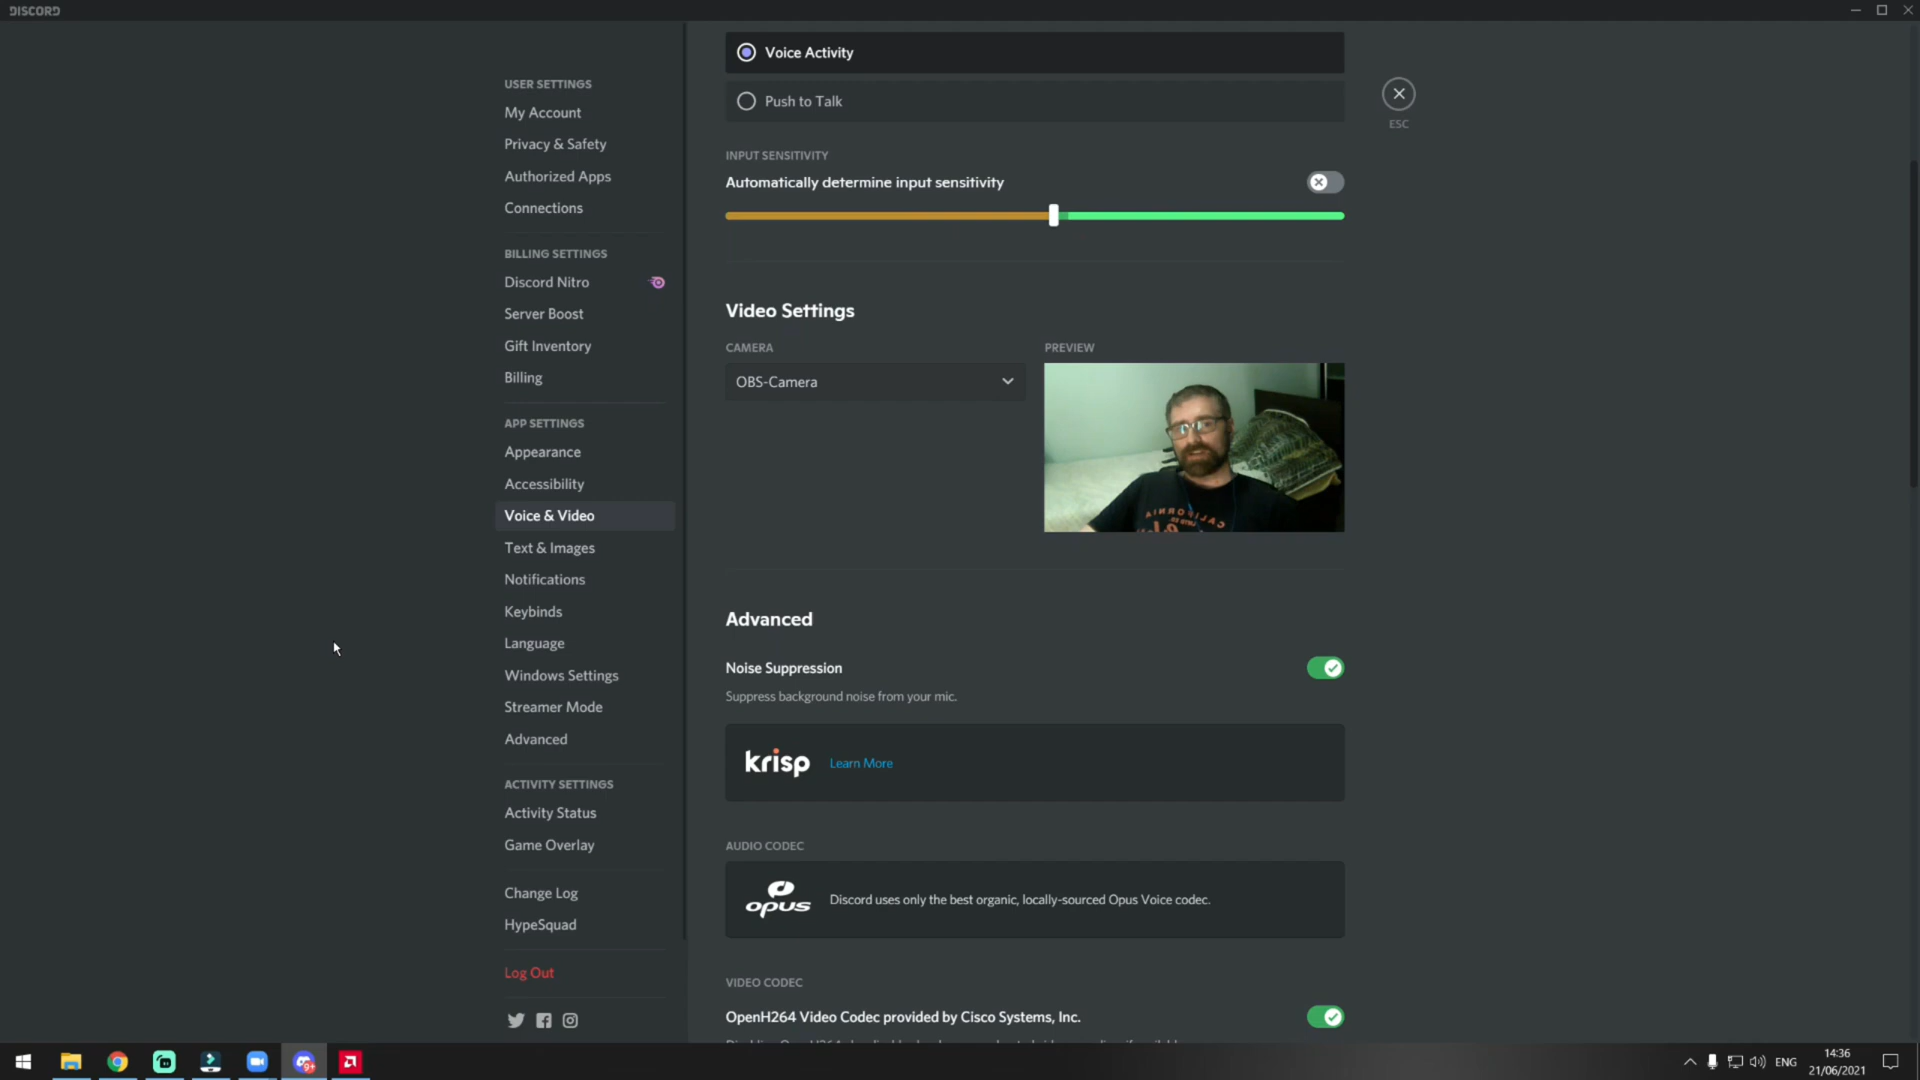 DISCORD
USER SETTINGS
My Account
Privacy & Safety
Authorized Apps
Connections
BILLING SETTINGS
Discord Nitro
Server Boost
Gift Inventory
Billing
APP SETTINGS
Appearance
Accessibility
Voice & Video
Text & Images
Notifications
Keybinds
Language
Windows Settings
Streamer Mode
Advanced
ACTIVITY SETTINGS
Activity Status
Game Overlay
Change Log
HypeSquad
Log Out
Voice Activity
Push to Talk
ESC
INPUT SENSITIVITY
Automatically determine input sensitivity
Video Settings
CAMERA
PREVIEW
OBS-Camera
CALIFORNIA
Advanced
Noise Suppression
Suppress background noise from your mic.
krisp Learn More
AUDIO CODEC
opus Discord uses only the best organic, locally-sourced Opus Voice codec.
VIDEO CODEC
OpenH264 Video Codec provided by Cisco Systems, Inc.
9+
ENG
14:36
21/06/2021